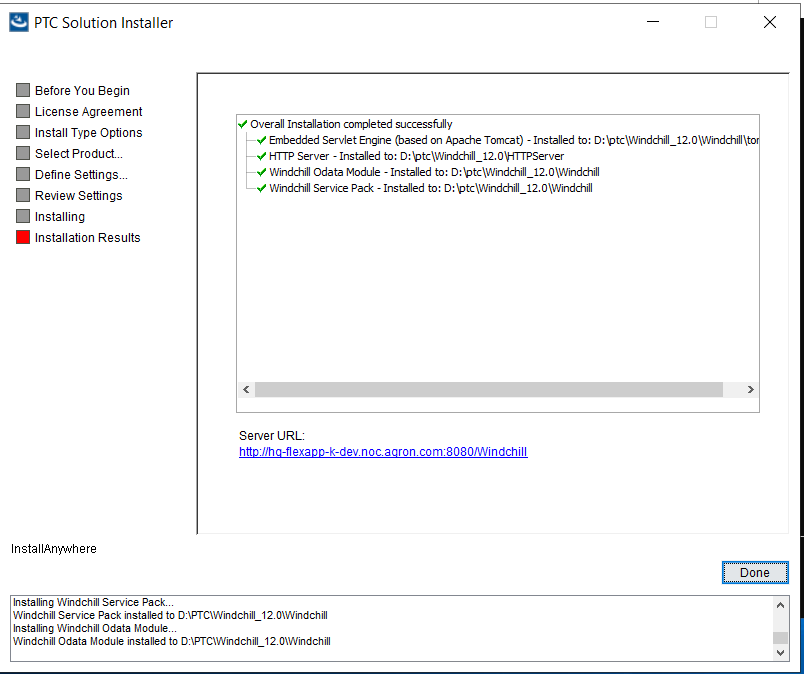 PTC Solution Installer
Before You Begin
License Agreement
Install Type Options
Select Product...
Define Settings...
Review Settings
Installing
Installation Results
Overall Installation completed successfully
Embedded Servlet Engine (based on Apache Tomcat) - Installed to: D:\ptc\Windchill_12.0\Windchill\tor
HTTP Server - Installed to: D:\ptc\Windchill_12.0\HTTPServer
Windchill Odata Module - Installed to: D:\ptc\Windchill_12.0\Windchill
Windchill Service Pack - Installed to: D:\ptc\Windchill_12.0\Windchill
Server URL:
http://hq-flexapp-k-dev.noc.agron.com:8080/Windchill
InstallAnywhere
Done
Installing Windchill Service Pack...
Windchill Service Pack installed to D:\PTC\Windchill_12.0\Windchill
Installing Windchill Odata Module...
Windchill Odata Module installed to D:\PTC\Windchill_12.0\Windchill